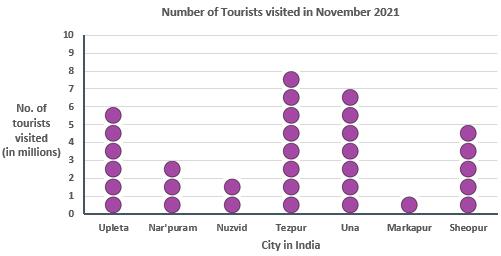 Number of Tourists visited in November 2021
10
9
8
7
6
5
4
3
2
1
0
No. of
tourists
visited
(in millions)
Upleta Nar'puram Nuzvid Tezpur Una Markapur Sheopur
City in India